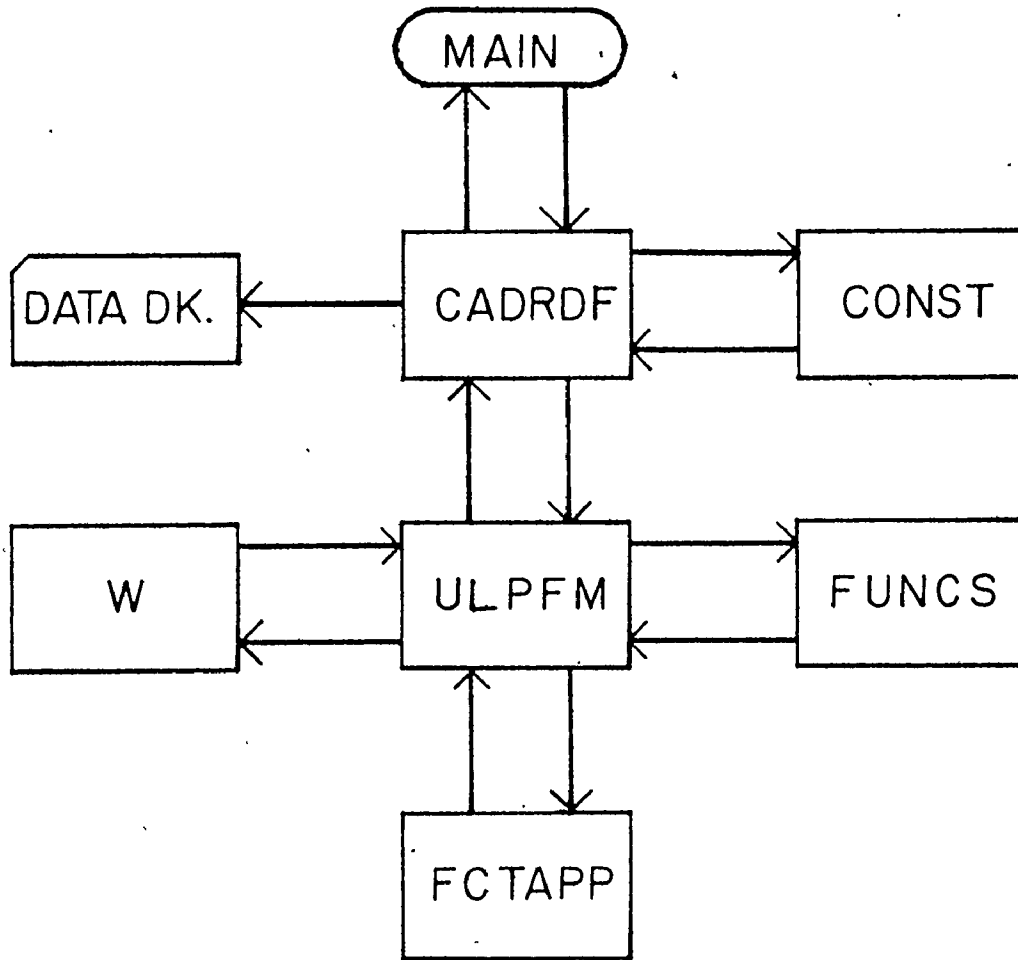 MAIN
DATA DK.
CADRDF
CONST
W
ULPFM
FUNCS
FCTAPP